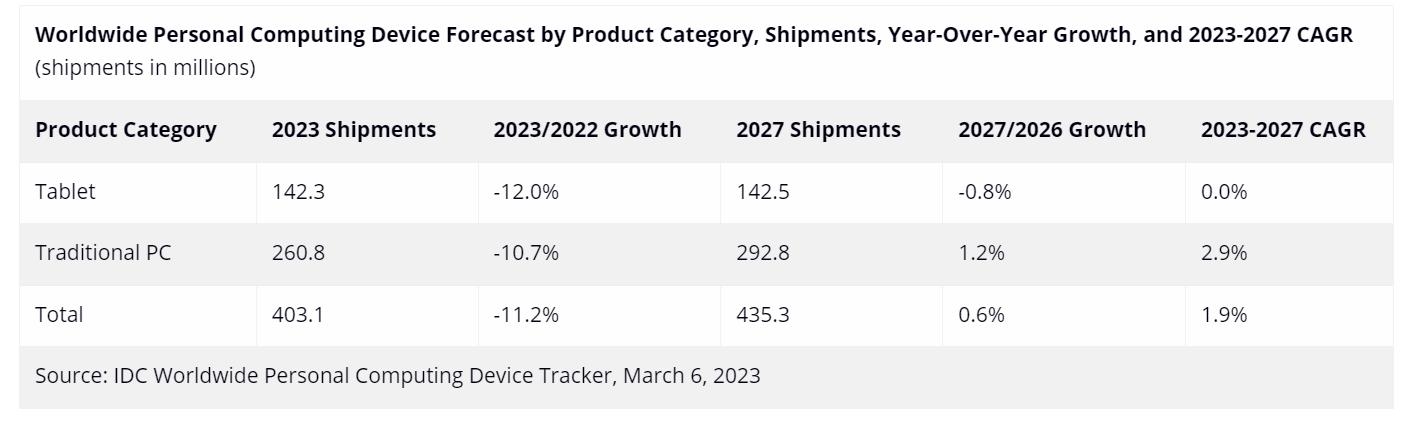 Worldwide Personal Computing Device Forecast by Product Category, Shipments, Year-Over-Year Growth, and 2023-2027 CAGR
(shipments in millions)
Product Category 2023 Shipments 2023/2022 Growth 2027 Shipments 2027/2026 Growth 2023-2027 CAGR
Tablet 142.3 -12.0% 142.5 -0.8% 0.0%
Traditional PC 260.8 -10.7% 292.8 1.2% 2.9%
Total 403.1 -11.2% 435.3 0.6% 1.9%
Source: IDC Worldwide Personal Computing Device Tracker, March 6, 2023